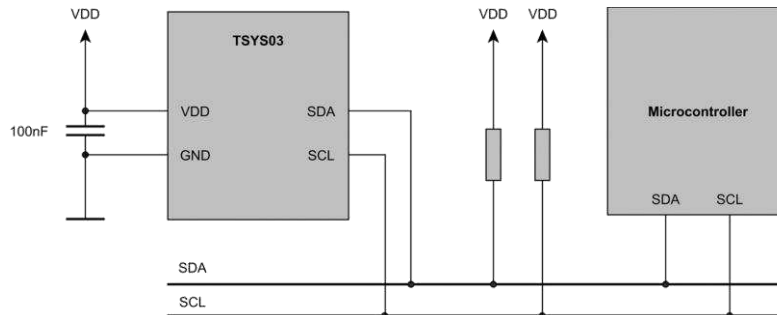 VDD
VDD
VDD
TSYS03
VDD
SDA
100nF
Microcontroller
GND
SCL
SDA
SCL
SDA
SCL